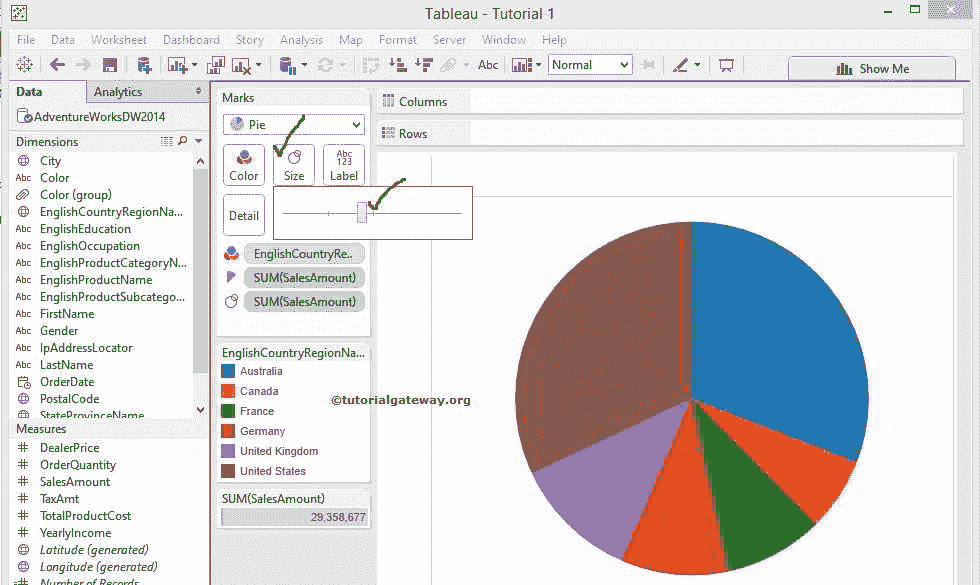 Tableau - Tutorial 1
File Data Worksheet Dashboard Story Analysis Map Format Server Window Help
Abc Normal Show Me
Data Analytics
AdventureWorksDW2014
Dimensions
City
Abc Color
Color (group)
EnglishCountryRegionNa...
Abc EnglishEducation
Abc EnglishOccupation
Abc EnglishProductCategoryN...
Abc EnglishProductName
Abc EnglishProductSubcatego...
Abc FirstName
Abc Gender
Abc IpAddressLocator
Abc LastName
OrderDate
PostalCode
StateProvinceName
Measures
# DealerPrice
# OrderQuantity
# SalesAmount
# TaxAmt
# TotalProductCost
# YearlyIncome
Latitude (generated)
Longitude (generated)
# Number of Records
Marks
Pie
Abc
123
Color Size Label
Detail
EnglishCountryRe..
SUM(SalesAmount)
SUM(SalesAmount)
EnglishCountryRegionNa...
Australia
Canada
France
Germany
United Kingdom
United States
SUM(SalesAmount)
29,358,677
Columns
Rows
©tutorialgateway.org